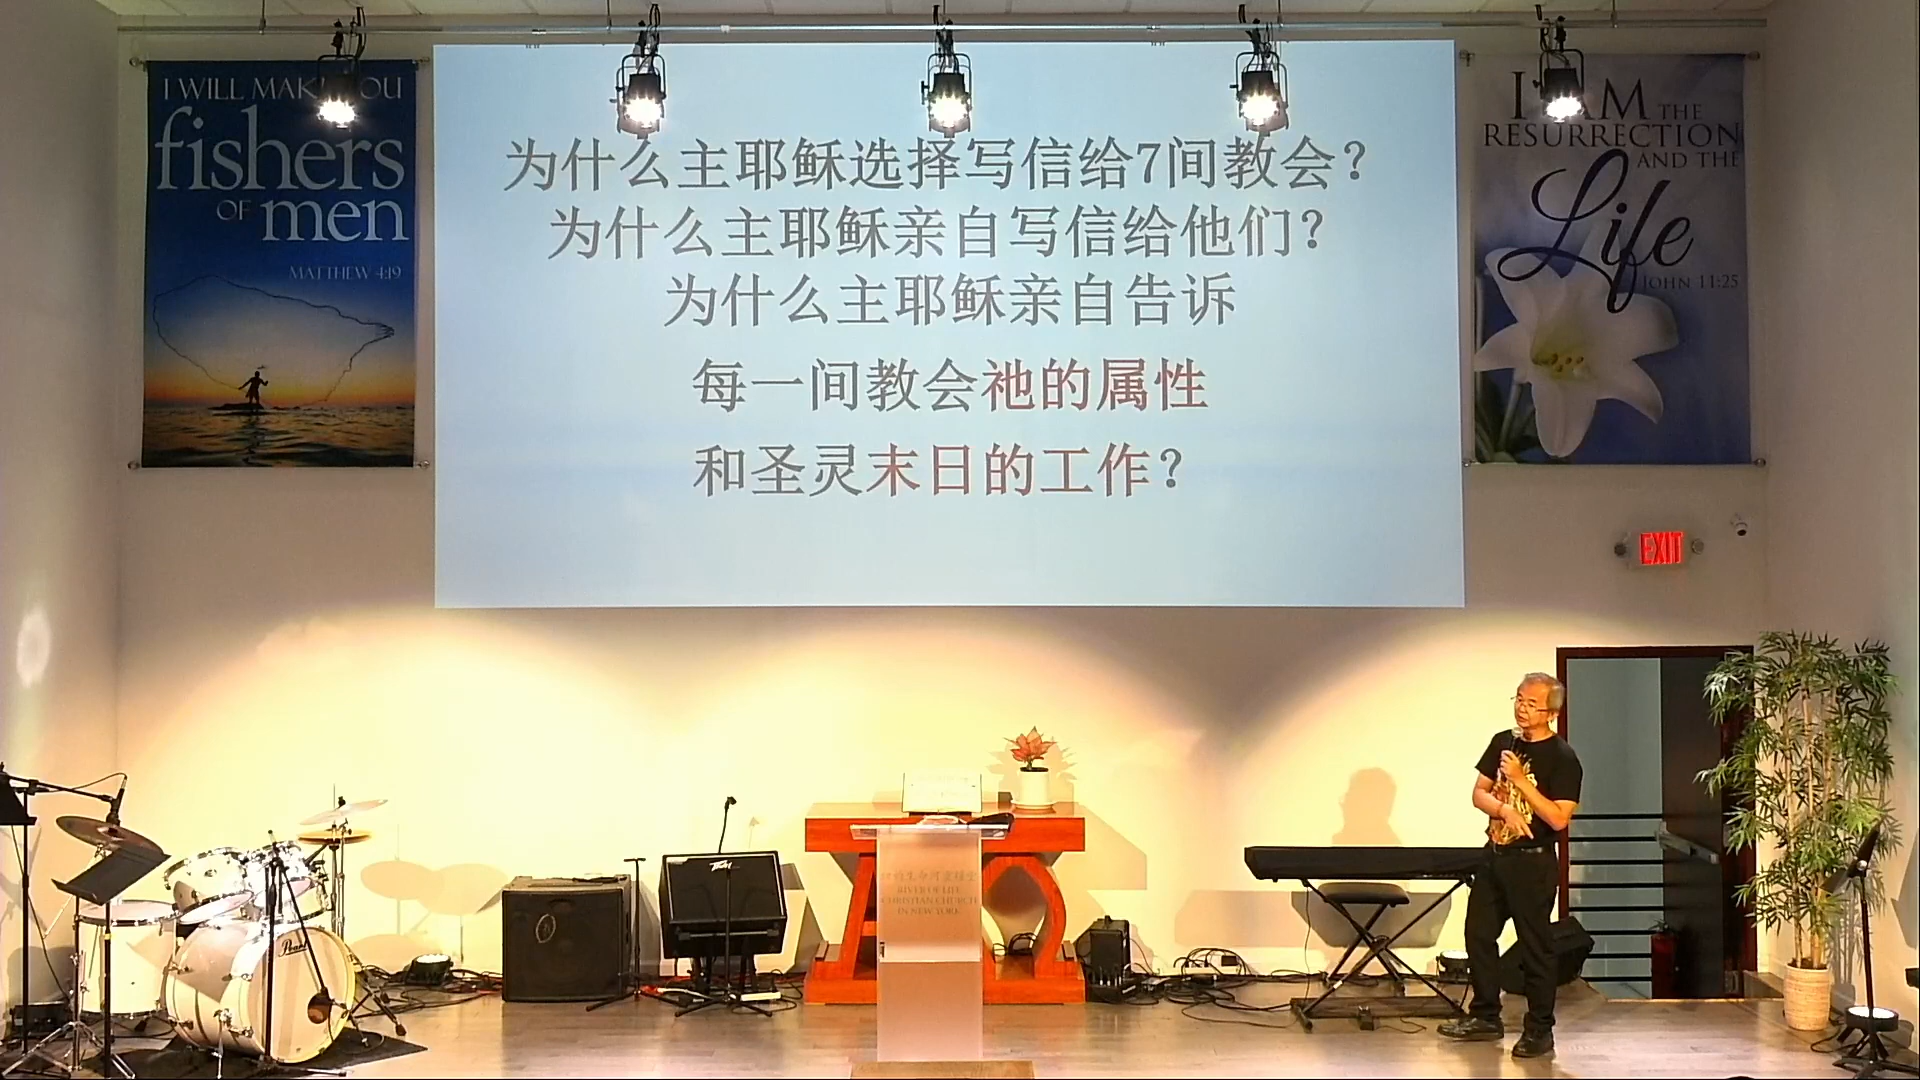 I WILL MAKE YOU
fishers
OF men
MATTHEW 4:19
为什么主耶稣选择写信给7间教会？
为什么主耶稣亲自写信给他们？
为什么主耶稣亲自告诉
每一间教会祂的属性
和圣灵末日的工作？
I AM THE
RESURRECTION
AND THE
Life
JOHN 11:25
EXIT
PEAVEY
Pearl
RIVER OF LIFE
CHRISTIAN CHURCH
IN NEW YORK